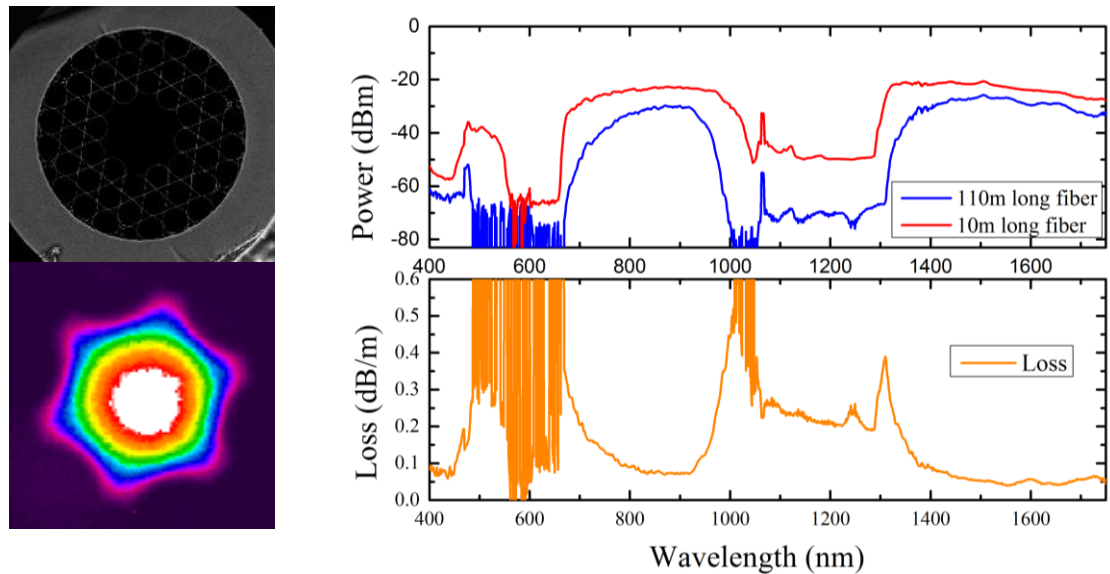 0
-20
-40
-60
-80
Power (dBm)
110m long fiber
10m long fiber
400 600 800 1000 1200 1400 1600
0.6
0.5
0.4
0.3
0.2
0.1
0.0
Loss (dB/m)
Loss
400 600 800 1000 1200 1400 1600
Wavelength (nm)